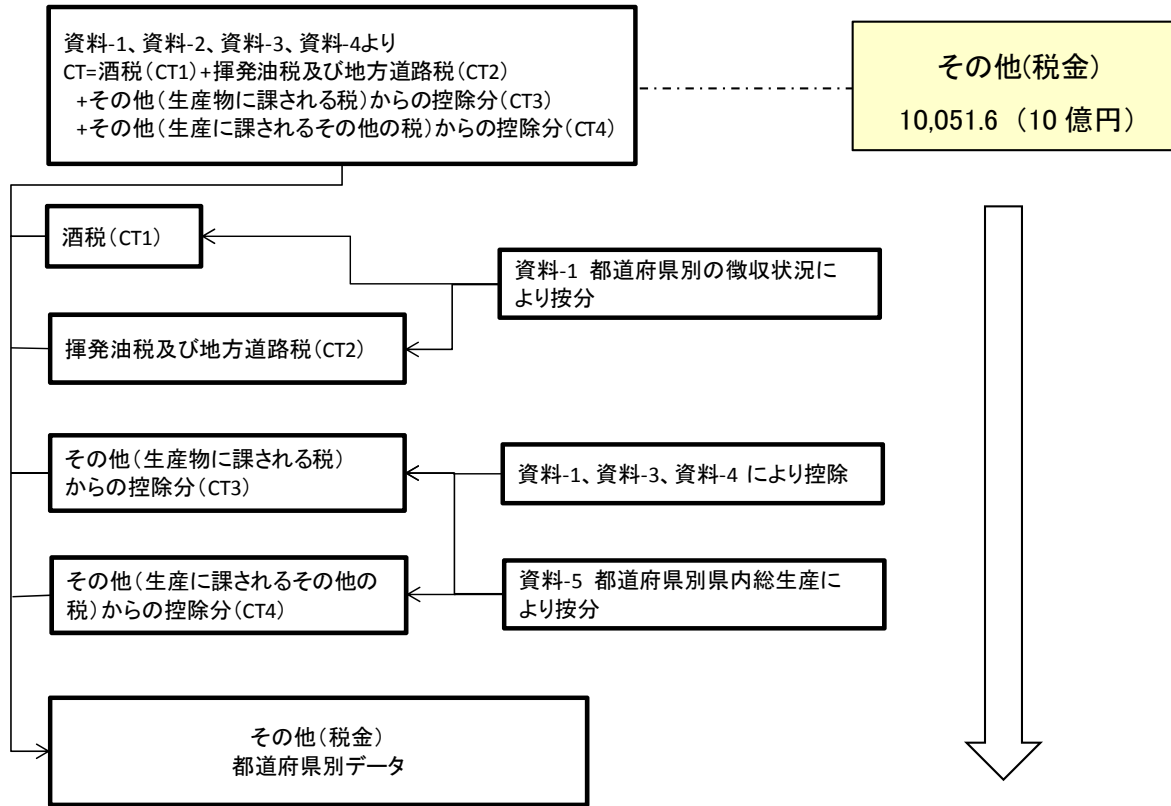 資料-1、資料-2、資料-3、資料-4より
CT=酒税(CT1)+揮発油税及び地方道路税(CT2)
+その他(生産物に課される税)からの控除分(CT3)
+その他(生産に課されるその他の税)からの控除分(CT4)
その他(税金)
10,051.6 (10 億円)
酒税(CT1)
資料-1 都道府県別の徴収状況に
より按分
揮発油税及び地方道路税(CT2)
その他(生産物に課される税)
からの控除分(CT3)
資料-1、資料-3、資料-4 により控除
その他(生産に課されるその他の
税)からの控除分(CT4)
資料-5 都道府県別県内総生産に
より按分
その他(税金)
都道府県別データ